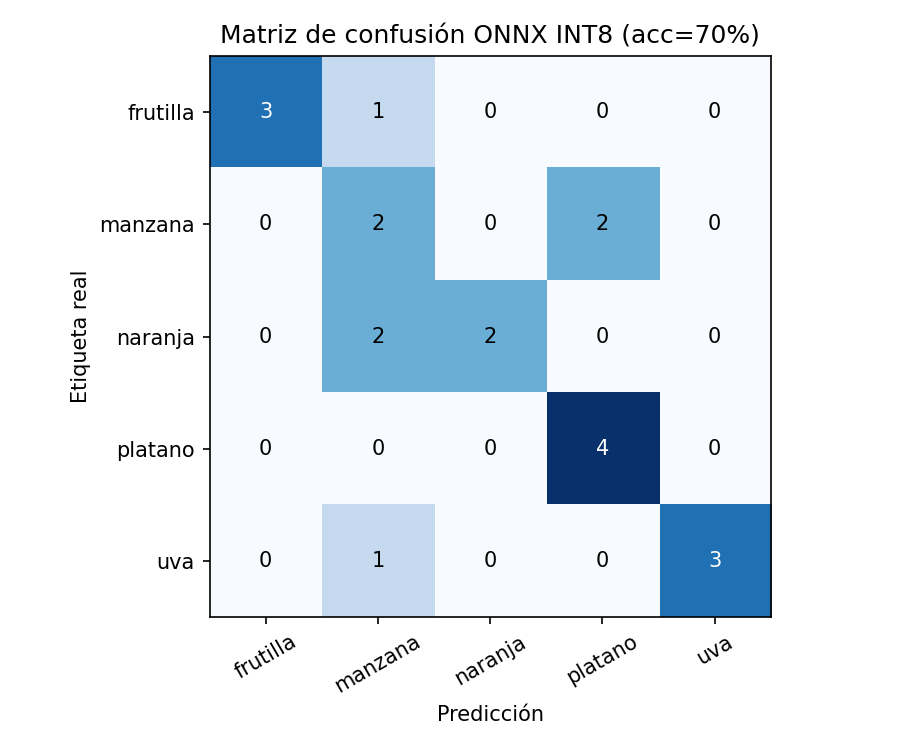 Matriz de confusión ONNX INT8 (acc=70%)
frutilla 3 1 0 0 0
manzana 0 2 0 2 0
naranja 0 2 2 0 0
platano 0 0 0 4 0
uva 0 1 0 0 3
Etiqueta real
frutilla manzana naranja platano uva
Predicción